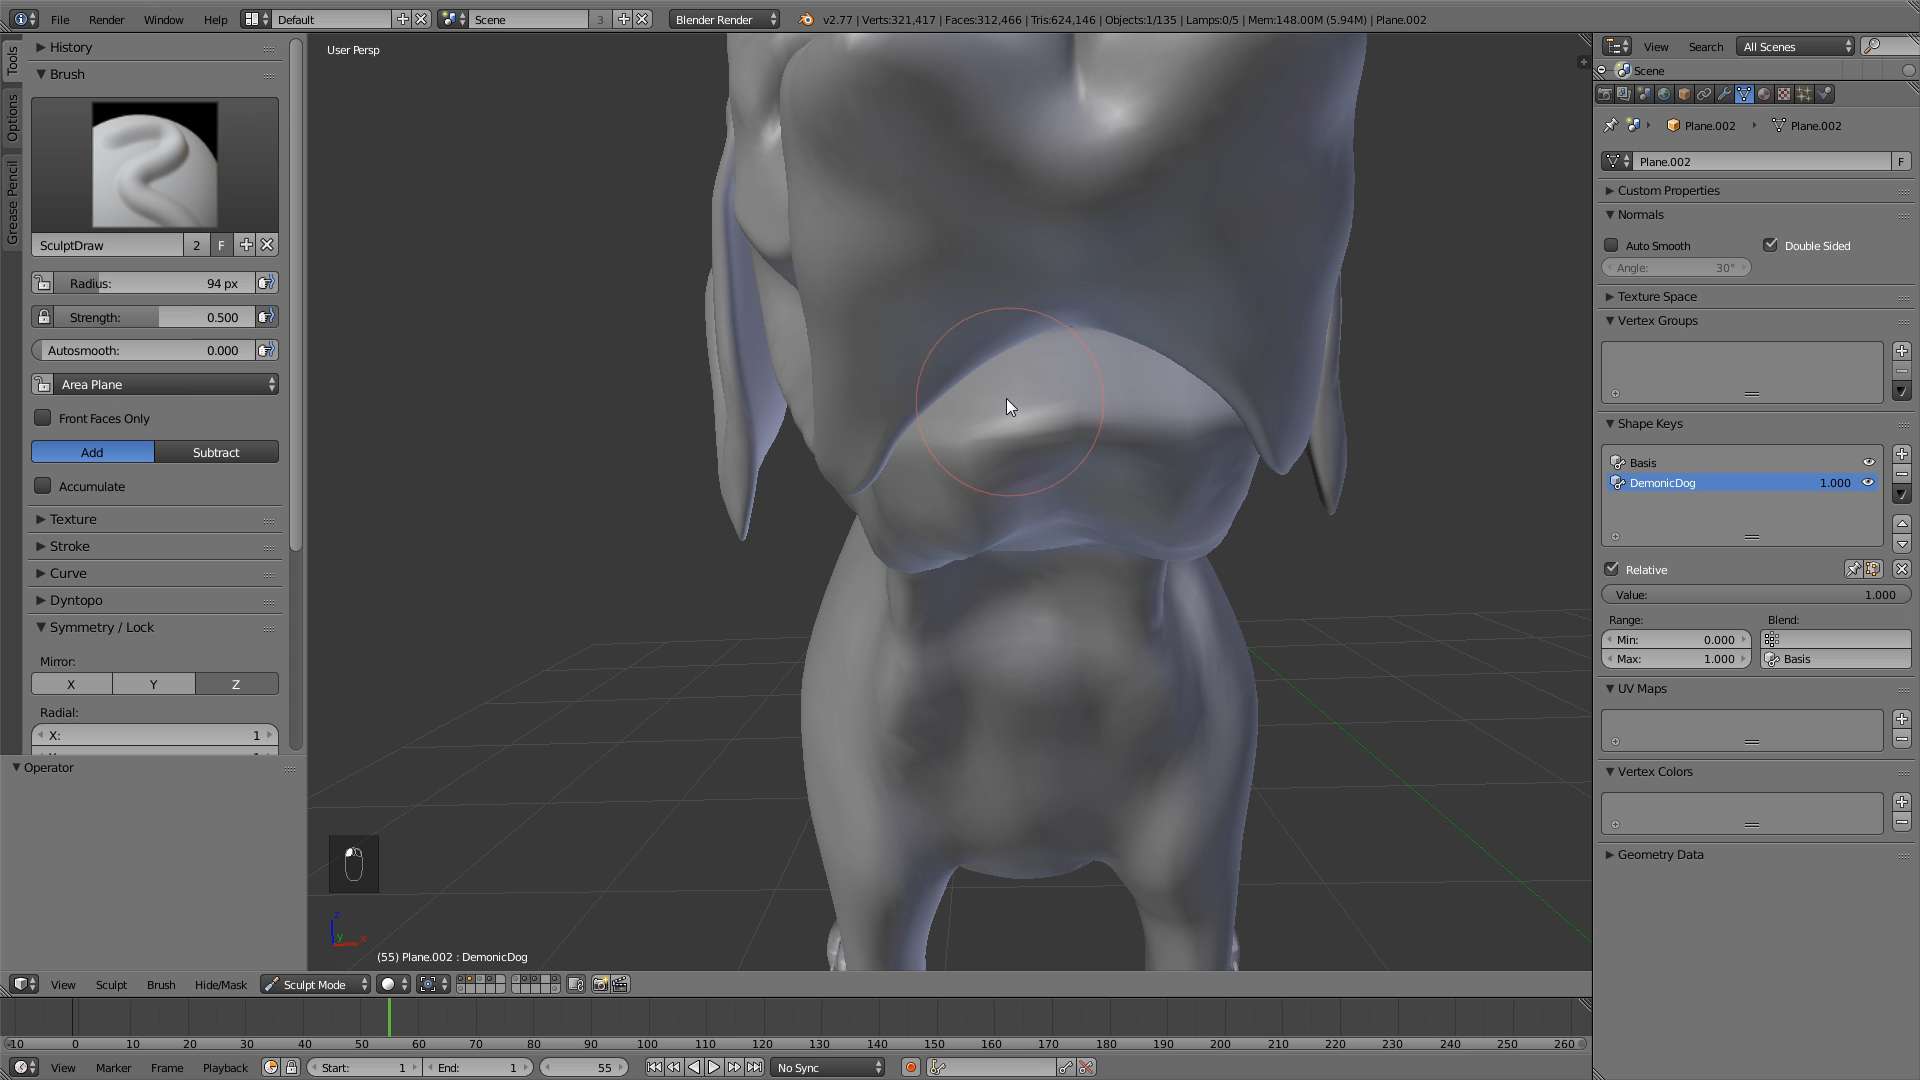 File Render Window Help Default Scene 3 Blender Render v2.77 | Verts:321,417 | Faces:312,466 | Tris:624,146 | Objects:1/135 | Lamps:0/5 | Mem:148.00M (5.94M) | Plane.002
Tools
Options
Grease Pencil
History
Brush
SculptDraw 2 F
Radius: 94 px
Strength: 0.500
Autosmooth: 0.000
Area Plane
Front Faces Only
Add Subtract
Accumulate
Texture
Stroke
Curve
Dyntopo
Symmetry / Lock
Mirror:
X Y Z
Radial:
X: 1
Operator
User Persp
z
y x
(55) Plane.002 : DemonicDog
View Search All Scenes
Scene
Plane.002 Plane.002
Plane.002 F
Custom Properties
Normals
Auto Smooth Double Sided
Angle: 30°
Texture Space
Vertex Groups
Shape Keys
Basis
DemonicDog 1.000
Relative
Value: 1.000
Range: Blend:
Min: 0.000
Max: 1.000 Basis
UV Maps
Vertex Colors
Geometry Data
View Sculpt Brush Hide/Mask Sculpt Mode
-10 0 10 20 30 40 50 60 70 80 90 100 110 120 130 140 150 160 170 180 190 200 210 220 230 240 250 260
View Marker Frame Playback Start: 1 End: 1 55 No Sync